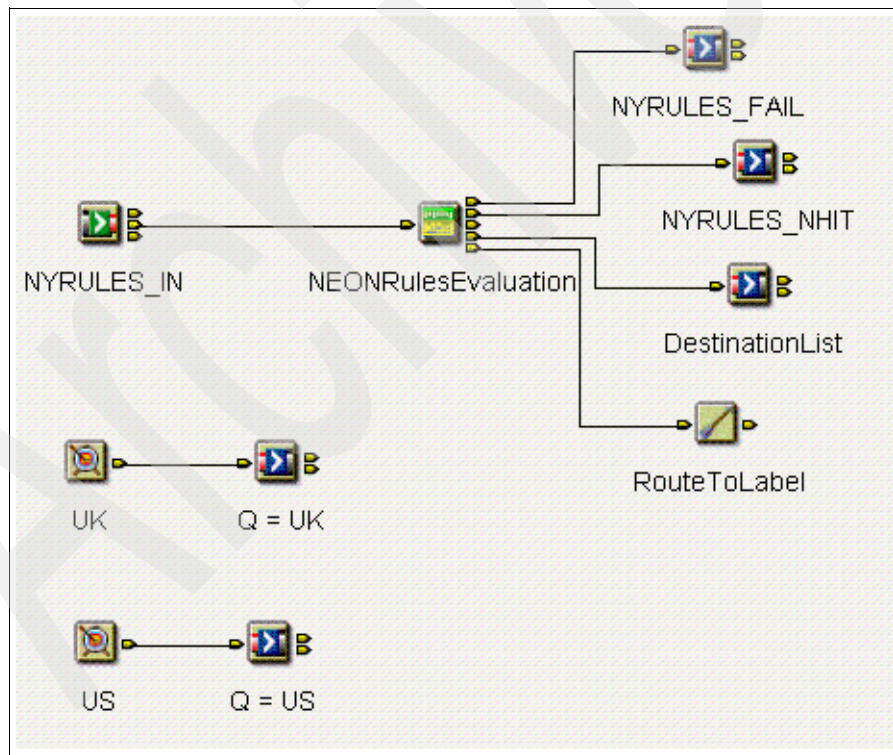 NYRULES_FAIL
NYRULES_NHIT
NYRULES_IN
NEONRulesEvaluation
DestinationList
RouteToLabel
UK
Q = UK
US
Q = US